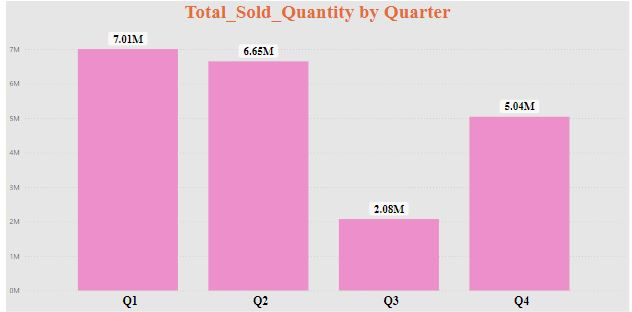 Total_Sold_Quantity by Quarter
7M
6M
5M
4M
3M
2M
1M
0M
7.01M
6.65M
2.08M
5.04M
Q1
Q2
Q3
Q4